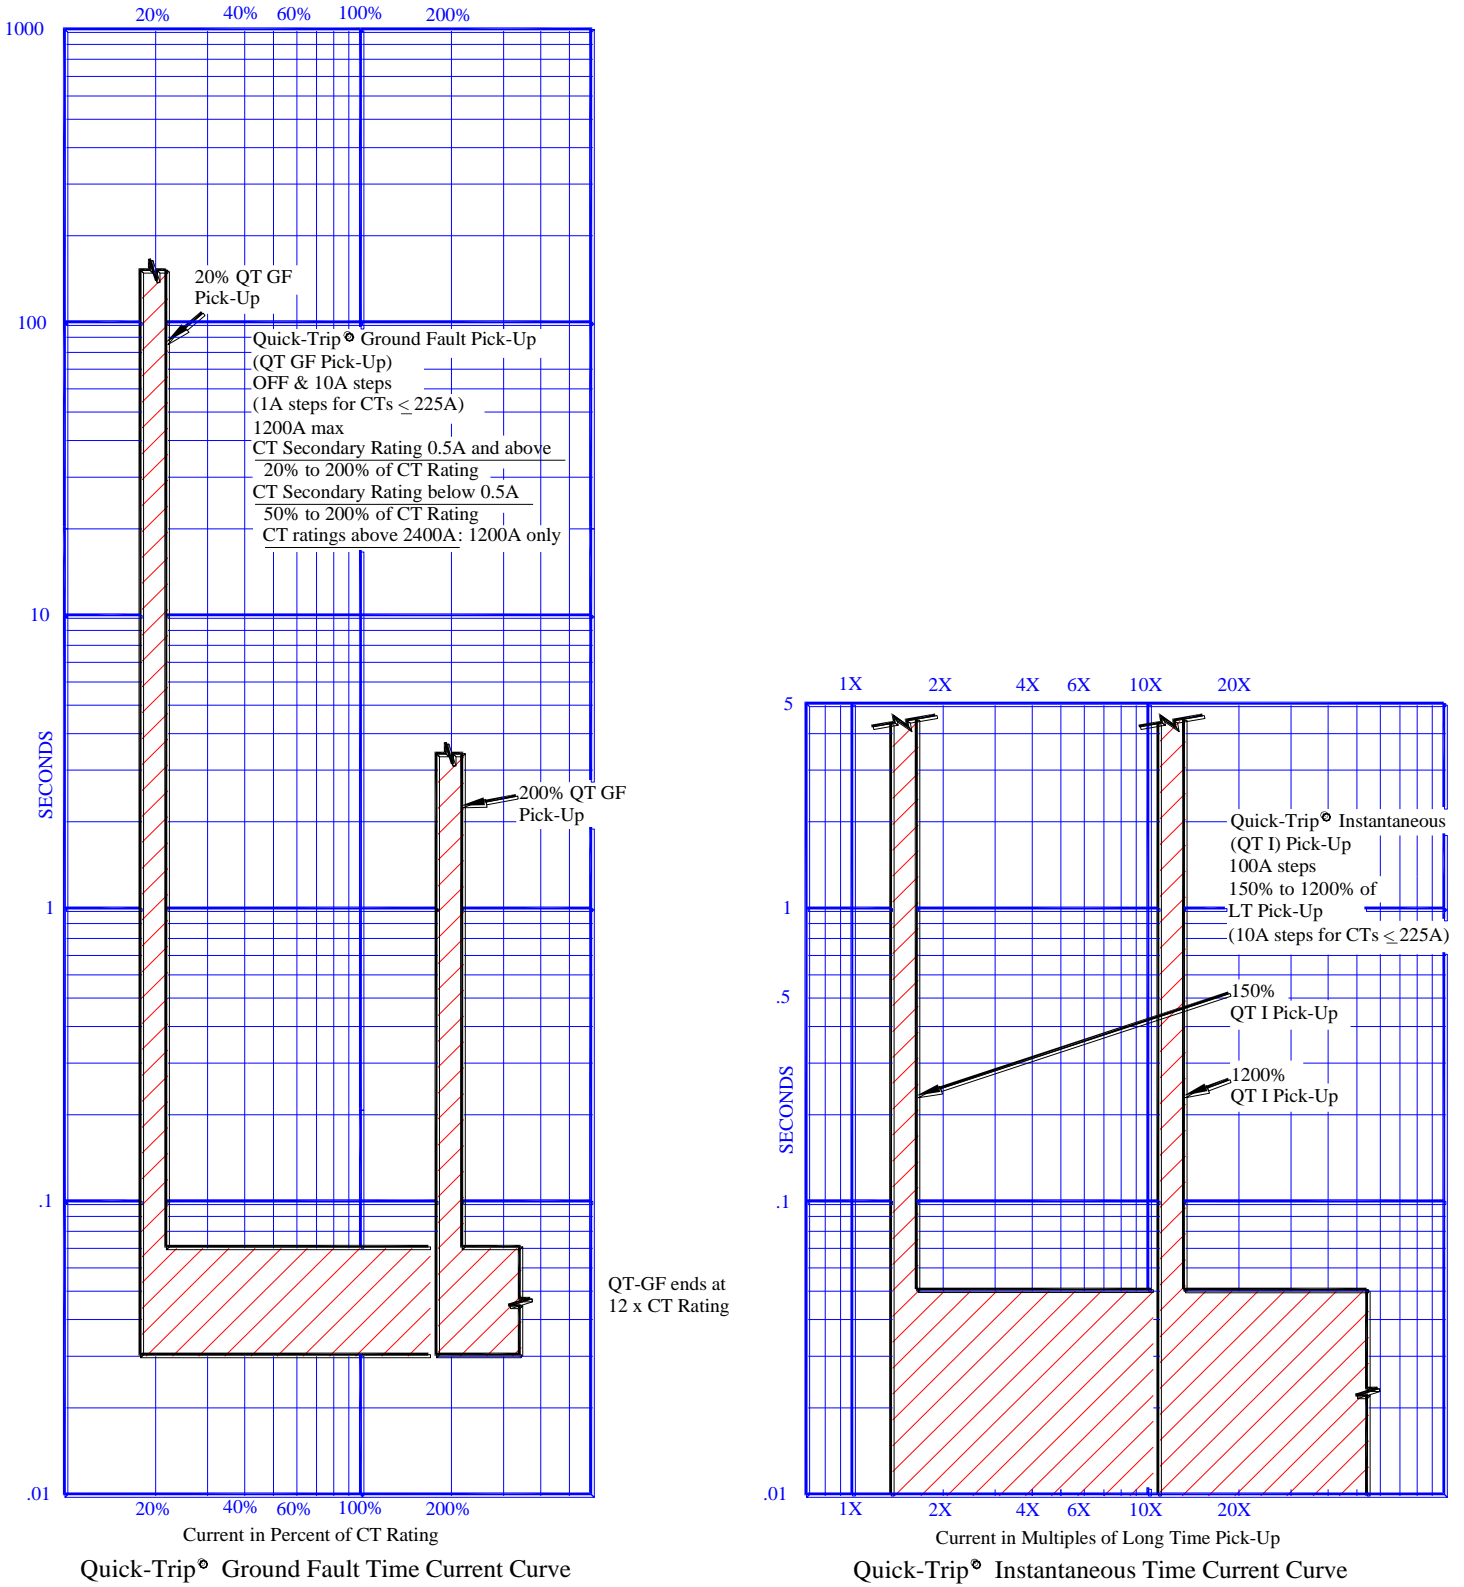 20% 40% 60% 100% 200%
1000
100
10
1
.1
.01
SECONDS
20% QT GF
Pick-Up
Quick-Trip® Ground Fault Pick-Up
(QT GF Pick-Up)
OFF & 10A steps
(1A steps for CTs ≤ 225A)
1200A max
CT Secondary Rating 0.5A and above
20% to 200% of CT Rating
CT Secondary Rating below 0.5A
50% to 200% of CT Rating
CT ratings above 2400A: 1200A only
200% QT GF
Pick-Up
QT-GF ends at
12 x CT Rating
20% 40% 60% 100% 200%
Current in Percent of CT Rating
Quick-Trip® Ground Fault Time Current Curve
1X 2X 4X 6X 10X 20X
5
1
.5
.1
.01
SECONDS
Quick-Trip® Instantaneous
(QT I) Pick-Up
100A steps
150% to 1200% of
LT Pick-Up
(10A steps for CTs ≤ 225A)
150%
QT I Pick-Up
1200%
QT I Pick-Up
1X 2X 4X 6X 10X 20X
Current in Multiples of Long Time Pick-Up
Quick-Trip® Instantaneous Time Current Curve